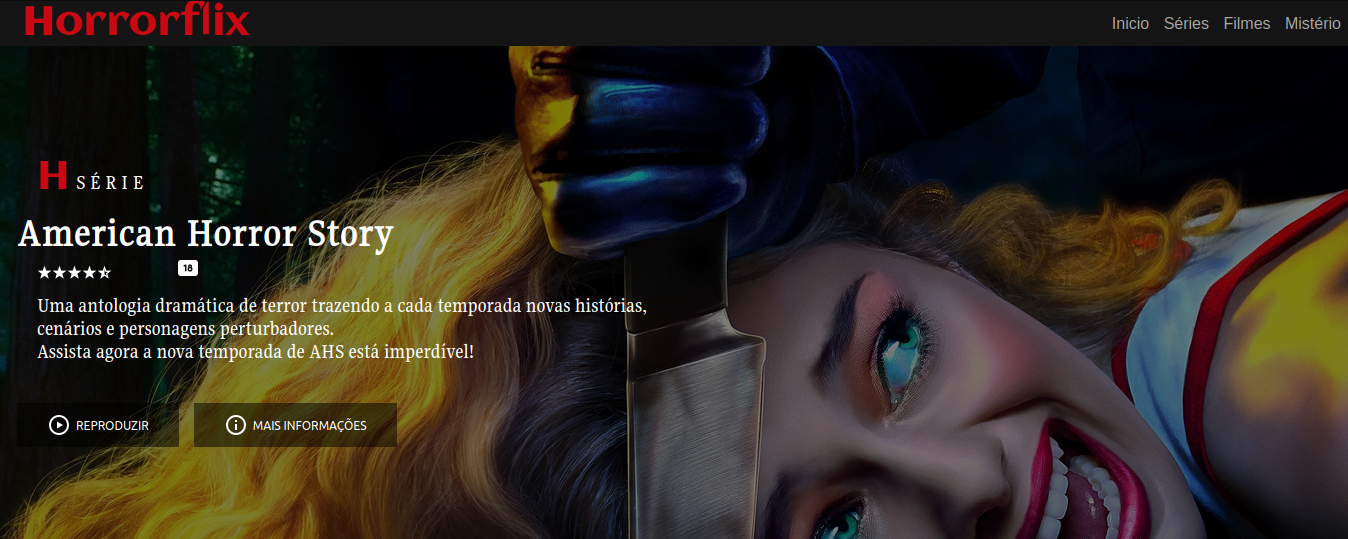 Horrorflix
Inicio Séries Filmes Mistério
H SÉRIE
American Horror Story
18
Uma antologia dramática de terror trazendo a cada temporada novas histórias,
cenários e personagens perturbadores.
Assista agora a nova temporada de AHS está imperdível!
REPRODUZIR MAIS INFORMAÇÕES